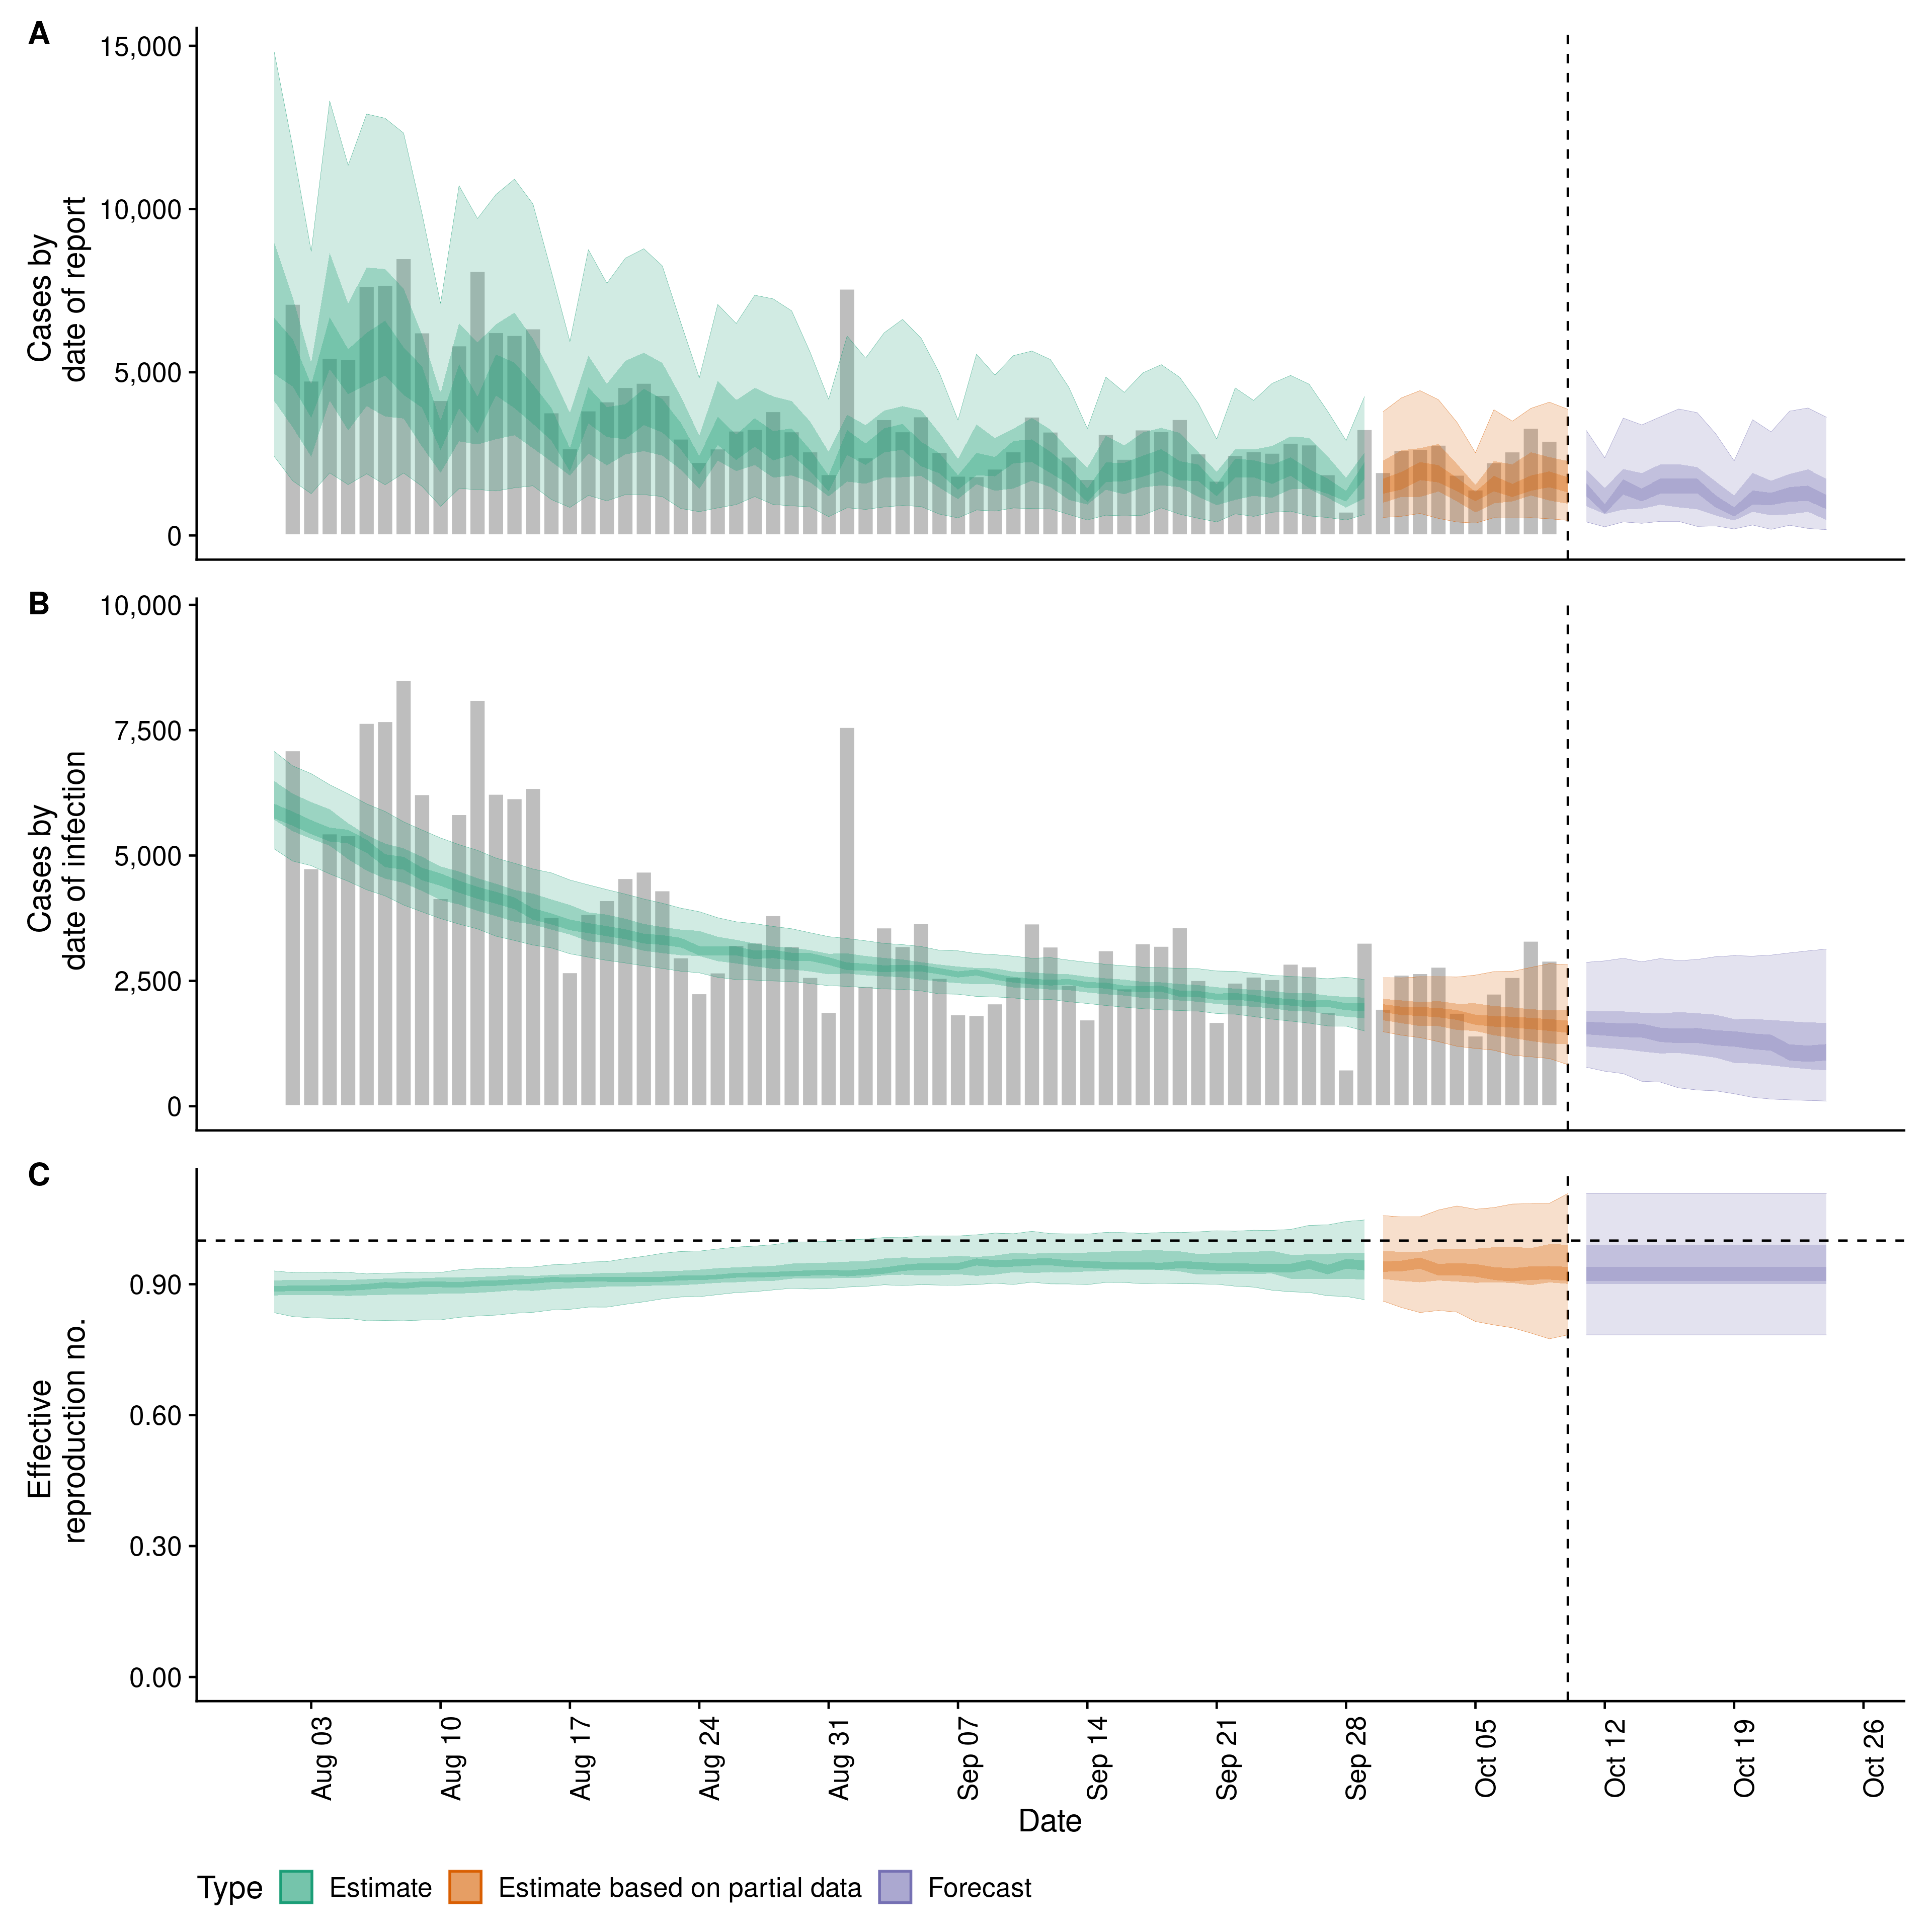 A
15,000
10,000
5,000
0
Cases by
date of report
B
10,000
7,500
5,000
2,500
0
Cases by
date of infection
C
0.90
0.60
0.30
0.00
Effective
reproduction no.
Aug 03
Aug 10
Aug 17
Aug 24
Aug 31
Sep 07
Sep 14
Sep 21
Sep 28
Oct 05
Oct 12
Oct 19
Oct 26
Date
Type Estimate Estimate based on partial data Forecast